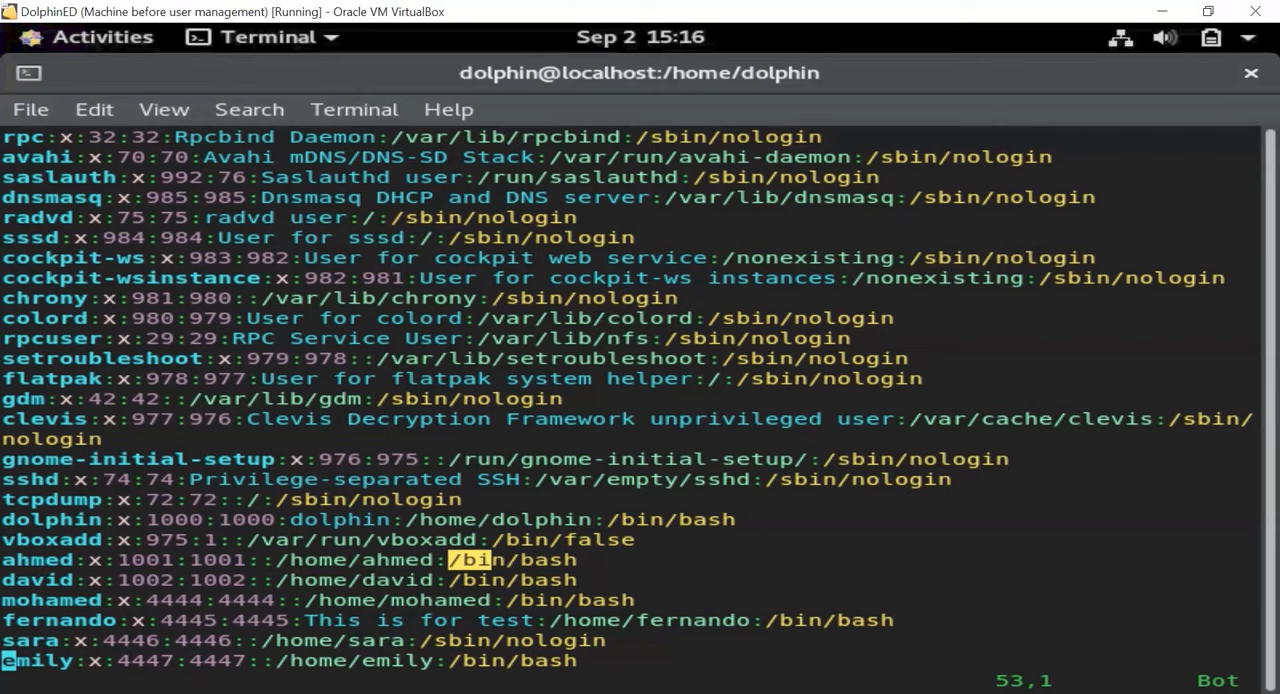 DolphinED (Machine before user management) [Running] - Oracle VM VirtualBox
Activities Terminal Sep 2 15:16
dolphin@localhost:/home/dolphin
File Edit View Search Terminal Help
rpc:x:32:32:Rpcbind Daemon:/var/lib/rpcbind:/sbin/nologin
avahi:x:70:70:Avahi mDNS/DNS-SD Stack:/var/run/avahi-daemon:/sbin/nologin
saslauth:x:992:76:Saslauthd user:/run/saslauthd:/sbin/nologin
dnsmasq:x:985:985:Dnsmasq DHCP and DNS server:/var/lib/dnsmasq:/sbin/nologin
radvd:x:75:75:radvd user:/:/sbin/nologin
sssd:x:984:984:User for sssd:/:/sbin/nologin
cockpit-ws:x:983:982:User for cockpit web service:/nonexisting:/sbin/nologin
cockpit-wsinstance:x:982:981:User for cockpit-ws instances:/nonexisting:/sbin/nologin
chrony:x:981:980::/var/lib/chrony:/sbin/nologin
colord:x:980:979:User for colord:/var/lib/colord:/sbin/nologin
rpcuser:x:29:29:RPC Service User:/var/lib/nfs:/sbin/nologin
setroubleshoot:x:979:978::/var/lib/setroubleshoot:/sbin/nologin
flatpak:x:978:977:User for flatpak system helper:/:/sbin/nologin
gdm:x:42:42::/var/lib/gdm:/sbin/nologin
clevis:x:977:976:Clevis Decryption Framework unprivileged user:/var/cache/clevis:/sbin/
nologin
gnome-initial-setup:x:976:975::/run/gnome-initial-setup/:/sbin/nologin
sshd:x:74:74:Privilege-separated SSH:/var/empty/sshd:/sbin/nologin
tcpdump:x:72:72::/:/sbin/nologin
dolphin:x:1000:1000:dolphin:/home/dolphin:/bin/bash
vboxadd:x:975:1::/var/run/vboxadd:/bin/false
ahmed:x:1001:1001::/home/ahmed:/bin/bash
david:x:1002:1002::/home/david:/bin/bash
mohamed:x:4444:4444::/home/mohamed:/bin/bash
fernando:x:4445:4445:This is for test:/home/fernando:/bin/bash
sara:x:4446:4446::/home/sara:/sbin/nologin
emily:x:4447:4447::/home/emily:/bin/bash
53,1 Bot